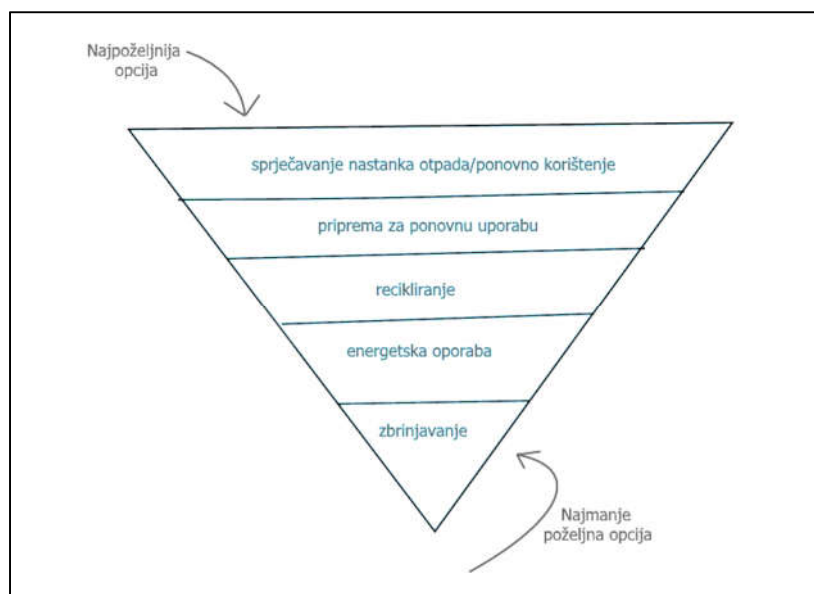 Najpoželjnija
opcija
sprječavanje nastanka otpada/ponovno korištenje
priprema za ponovnu uporabu
recikliranje
energetska oporaba
zbrinjavanje
Najmanje
poželjna opcija